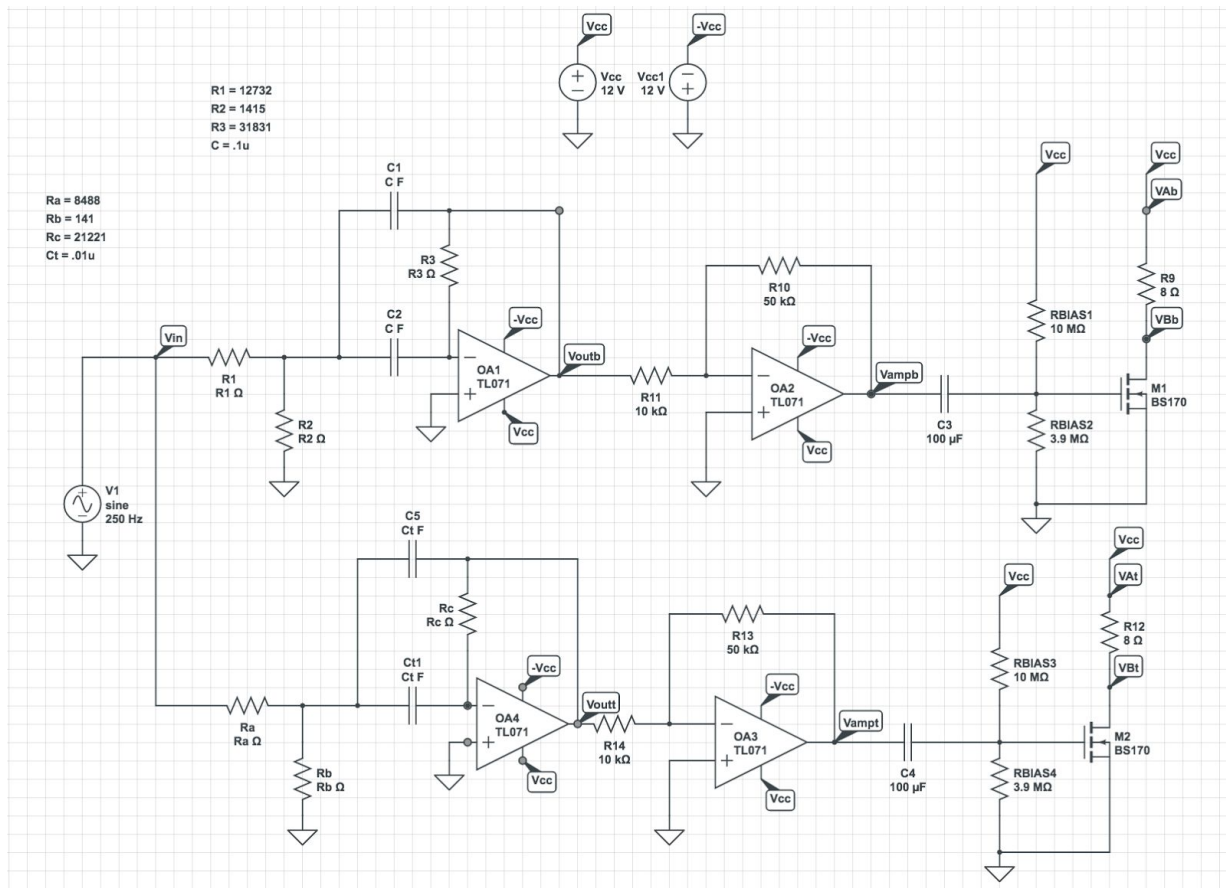 Vcc
-Vcc
Vcc
12 V
Vcc1
12 V
R1 = 12732
R2 = 1415
R3 = 31831
C = .1u
Ra = 8488
Rb = 141
Rc = 21221
Ct = .01u
C1
C F
R3
R3 Ω
C2
C F
-Vcc
OA1
TL071
Vcc
Voutb
Vin
R1
R1 Ω
R2
R2 Ω
V1
sine
250 Hz
R10
50 kΩ
R11
10 kΩ
-Vcc
OA2
TL071
Vcc
Vampb
C3
100 µF
Vcc
RBIAS1
10 MΩ
RBIAS2
3.9 MΩ
Vcc
VAb
R9
8 Ω
VBb
M1
BS170
C5
Ct F
Rc
Rc Ω
Ct1
Ct F
-Vcc
OA4
TL071
Vcc
Voutt
Ra
Ra Ω
Rb
Rb Ω
R13
50 kΩ
R14
10 kΩ
-Vcc
OA3
TL071
Vcc
Vampt
C4
100 µF
Vcc
RBIAS3
10 MΩ
RBIAS4
3.9 MΩ
Vcc
VAt
R12
8 Ω
VBt
M2
BS170